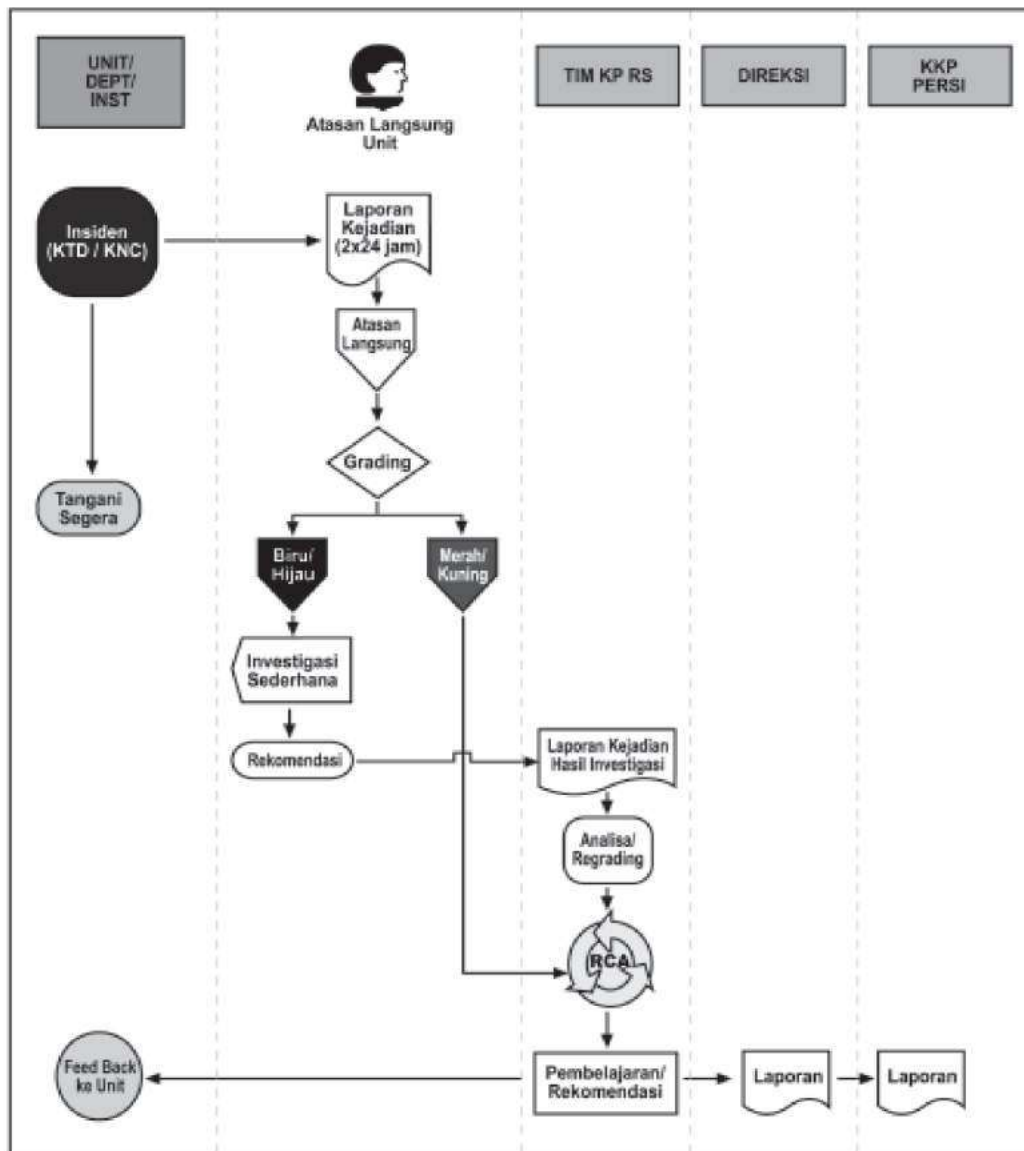 UNIT/
DEPT/
INST
Atasan Langsung
Unit
TIM KP RS
DIREKSI
KKP
PERSI
Insiden
(KTD / KNC)
Laporan
Kejadian
(2x24 jam)
Atasan
Langsung
Grading
Tangani
Segera
Biru/
Hijau
Merah/
Kuning
Investigasi
Sederhana
Rekomendasi
Laporan Kejadian
Hasil Investigasi
Analisa/
Regrading
RCA
Feed Back
ke Unit
Pembelajaran/
Rekomendasi
Laporan
Laporan